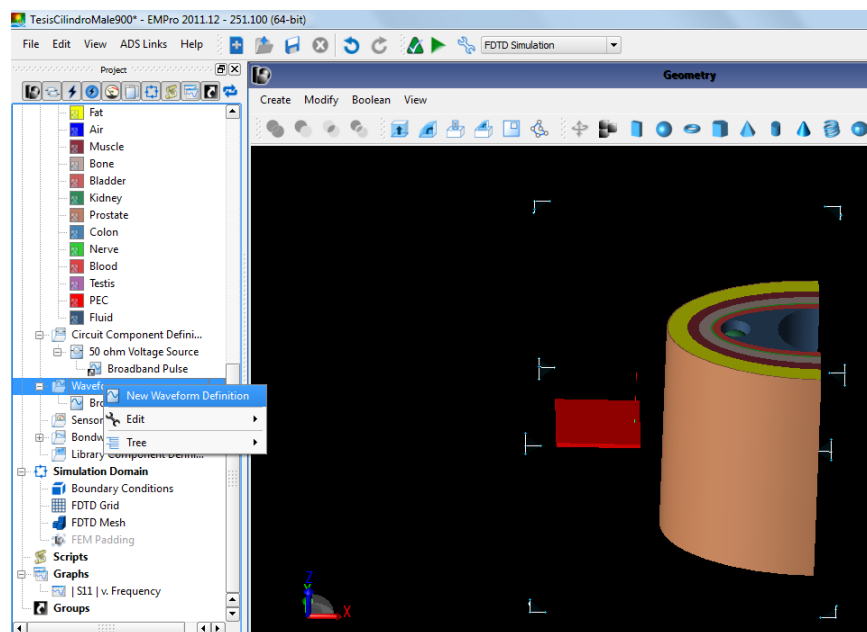 TesisCilindroMale900* - EMPro 2011.12 - 251.100 (64-bit)
File Edit View ADS Links Help FDTD Simulation
Project
Geometry
Create Modify Boolean View
Fat
Air
Muscle
Bone
Bladder
Kidney
Prostate
Colon
Nerve
Blood
Testis
PEC
Fluid
Circuit Component Defini...
50 ohm Voltage Source
Broadband Pulse
Wavefo
New Waveform Definition
Bro
Sensor
Edit
Bondw
Tree
Library Component Defini...
Simulation Domain
Boundary Conditions
FDTD Grid
FDTD Mesh
FEM Padding
Scripts
Graphs
| S11 | v. Frequency
Groups
Z
X